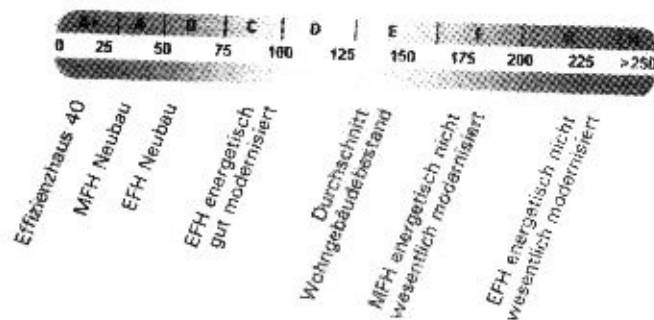 A+ A B C D E F G H
0 25 50 75 100 125 150 175 200 225 >250
Effizienzhaus 40
MFH Neubau
EFH Neubau
EFH energetisch
gut modernisiert
Durchschnitt
Wohngebäudebestand
MFH energetisch nicht
wesentlich modernisiert
EFH energetisch nicht
wesentlich modernisiert